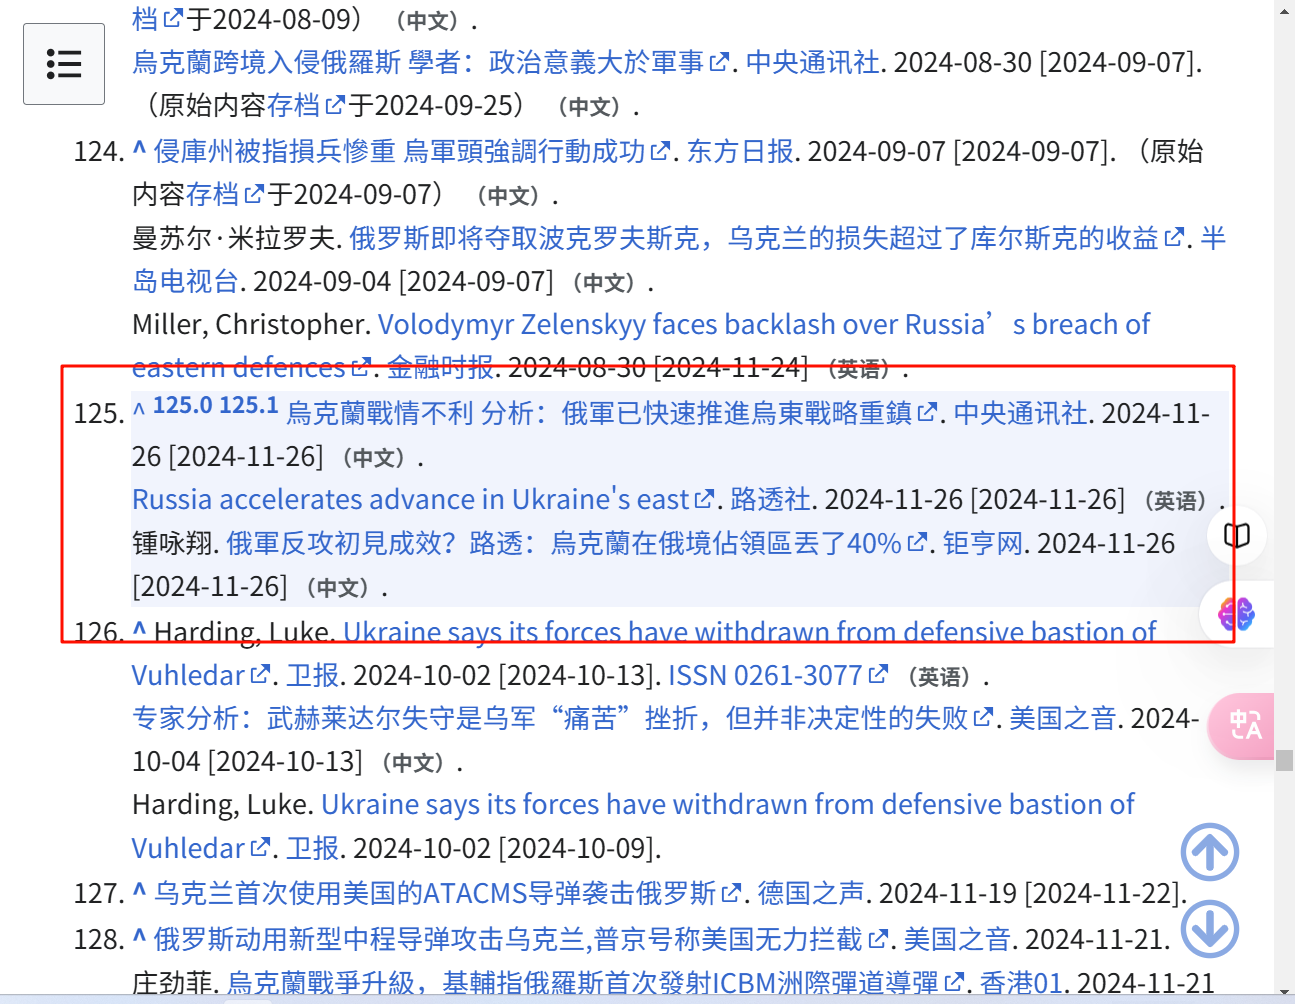 档于2024-08-09） （中文）.
烏克蘭跨境入侵俄羅斯 學者：政治意義大於軍事. 中央通讯社. 2024-08-30 [2024-09-07].
（原始内容存档于2024-09-25） （中文）.
124. ^ 侵庫州被指損兵慘重 烏軍頭強調行動成功. 东方日报. 2024-09-07 [2024-09-07]. （原始
内容存档于2024-09-07） （中文）.
曼苏尔·米拉罗夫. 俄罗斯即将夺取波克罗夫斯克，乌克兰的损失超过了库尔斯克的收益. 半
岛电视台. 2024-09-04 [2024-09-07] （中文）.
Miller, Christopher. Volodymyr Zelenskyy faces backlash over Russia’s breach of
eastern defences. 金融时报. 2024-08-30 [2024-11-24] （英语）.
125. ^ 125.0 125.1 烏克蘭戰情不利 分析：俄軍已快速推進烏東戰略重鎮. 中央通讯社. 2024-11-
26 [2024-11-26] （中文）.
Russia accelerates advance in Ukraine's east. 路透社. 2024-11-26 [2024-11-26] （英语）.
锺咏翔. 俄軍反攻初見成效？路透：烏克蘭在俄境佔領區丟了40%. 钜亨网. 2024-11-26
[2024-11-26] （中文）.
126. ^ Harding, Luke. Ukraine says its forces have withdrawn from defensive bastion of
Vuhledar. 卫报. 2024-10-02 [2024-10-13]. ISSN 0261-3077 （英语）.
专家分析：武赫莱达尔失守是乌军“痛苦”挫折，但并非决定性的失败. 美国之音. 2024-
10-04 [2024-10-13] （中文）.
Harding, Luke. Ukraine says its forces have withdrawn from defensive bastion of
Vuhledar. 卫报. 2024-10-02 [2024-10-09].
127. ^ 乌克兰首次使用美国的ATACMS导弹袭击俄罗斯. 德国之声. 2024-11-19 [2024-11-22].
128. ^ 俄罗斯动用新型中程导弹攻击乌克兰,普京号称美国无力拦截. 美国之音. 2024-11-21.
庄劲菲. 烏克蘭戰爭升級，基輔指俄羅斯首次發射ICBM洲際彈道導彈. 香港01. 2024-11-21
中A